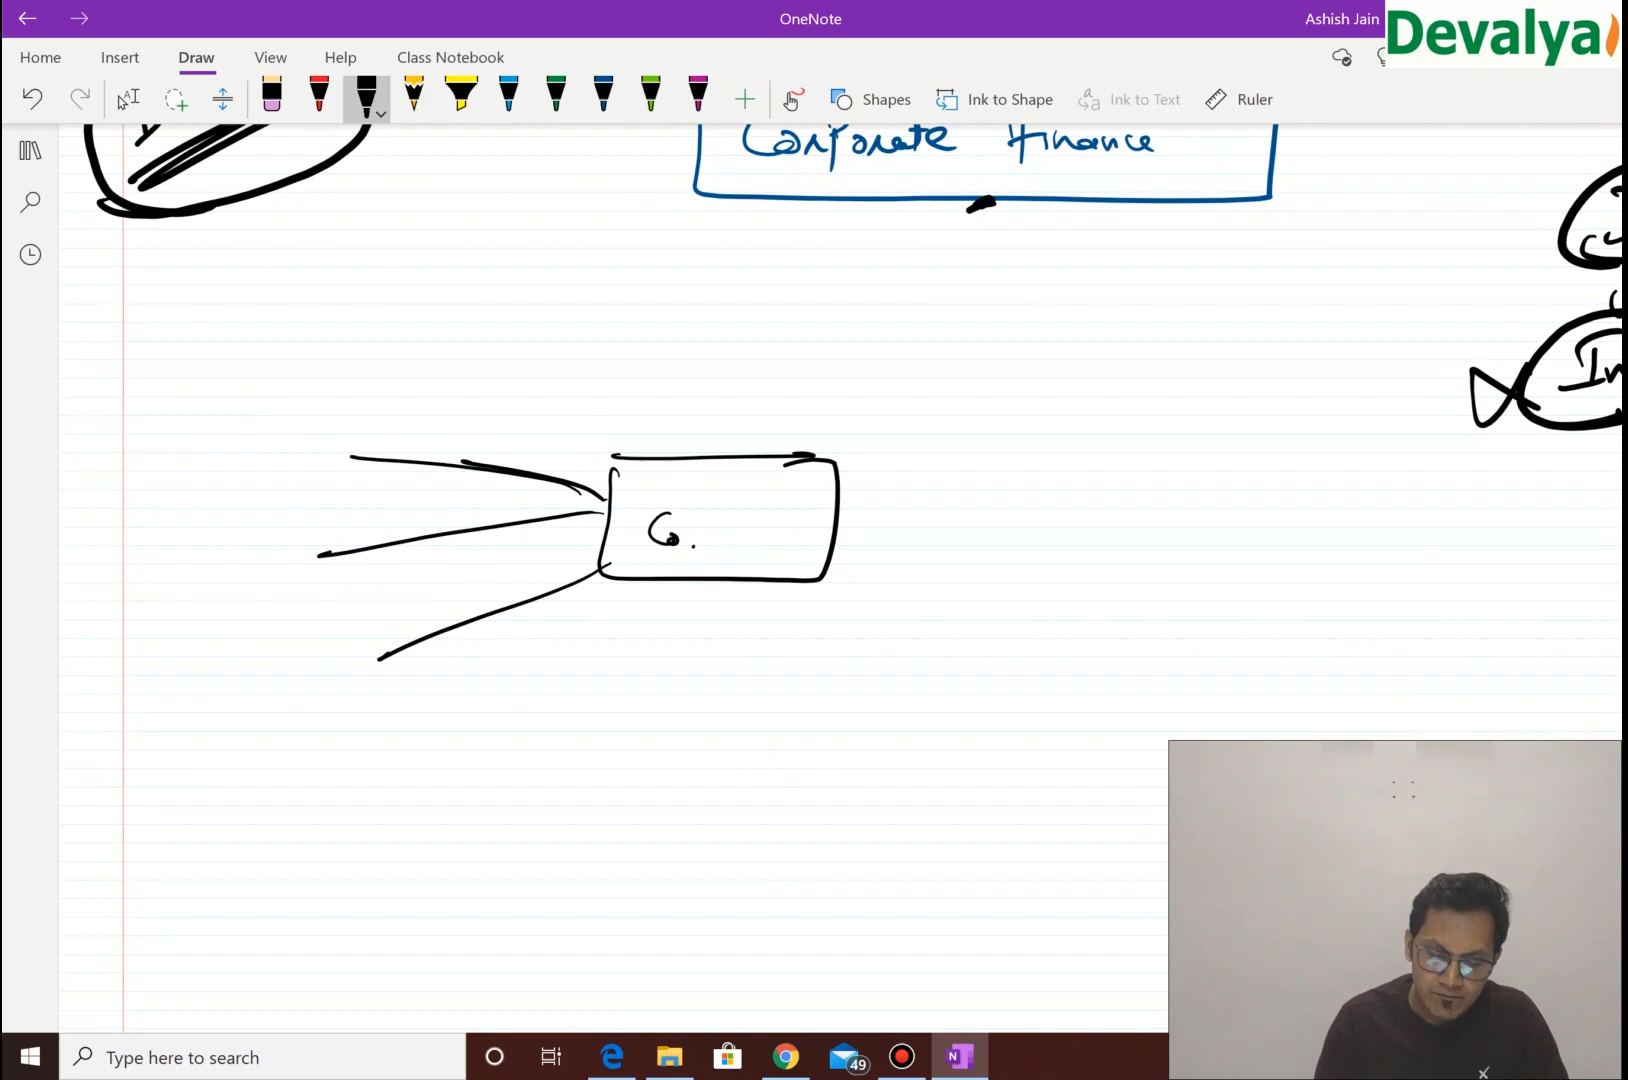 OneNote
Ashish Jain
Devalya
Home Insert Draw View Help Class Notebook
Shapes Ink to Shape Ink to Text Ruler
Corporate Finance
Co.
Type here to search
49